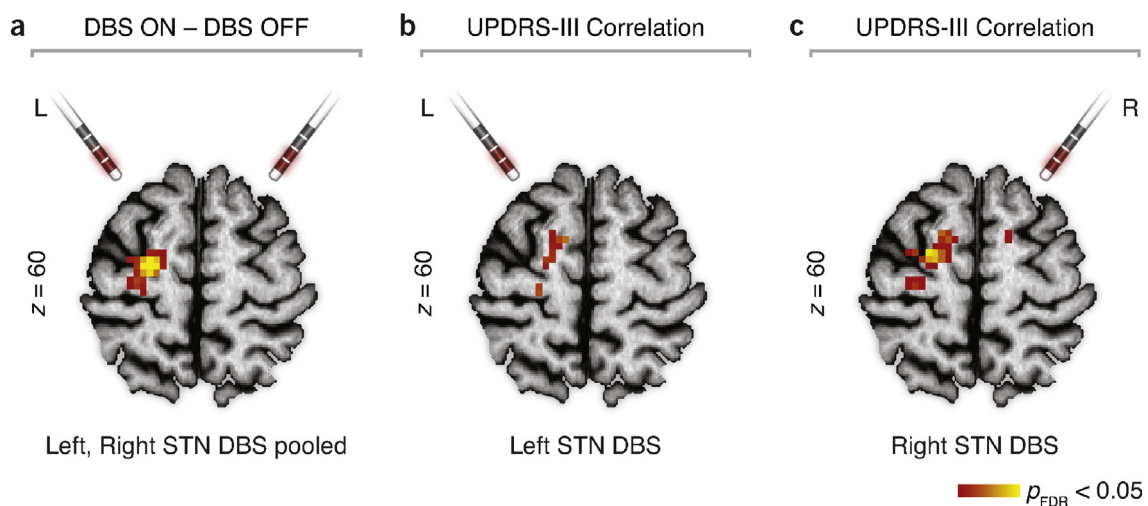 a DBS ON – DBS OFF
b UPDRS-III Correlation
c UPDRS-III Correlation
L
L
R
z = 60
z = 60
z = 60
Left, Right STN DBS pooled
Left STN DBS
Right STN DBS
pFDR < 0.05